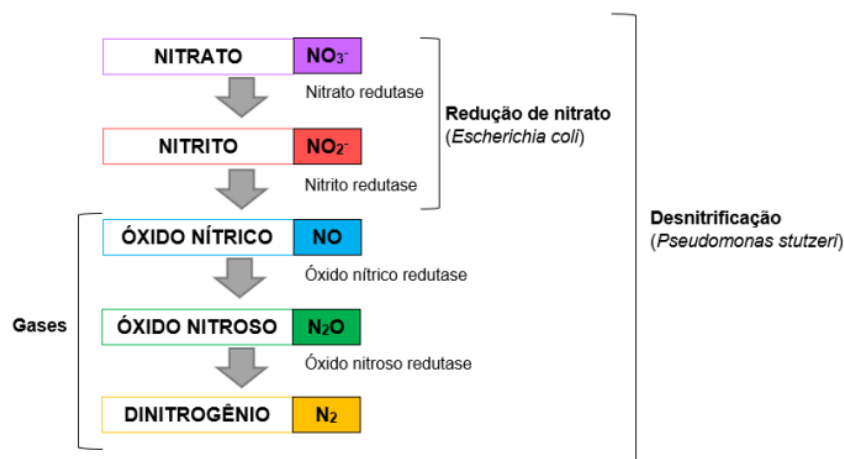 NITRATO NO₃⁻
Nitrato redutase
Redução de nitrato
(Escherichia coli)
NITRITO NO₂⁻
Nitrito redutase
Desnitrificação
(Pseudomonas stutzeri)
ÓXIDO NÍTRICO NO
Óxido nítrico redutase
Gases
ÓXIDO NITROSO N₂O
Óxido nitroso redutase
DINITROGÊNIO N₂